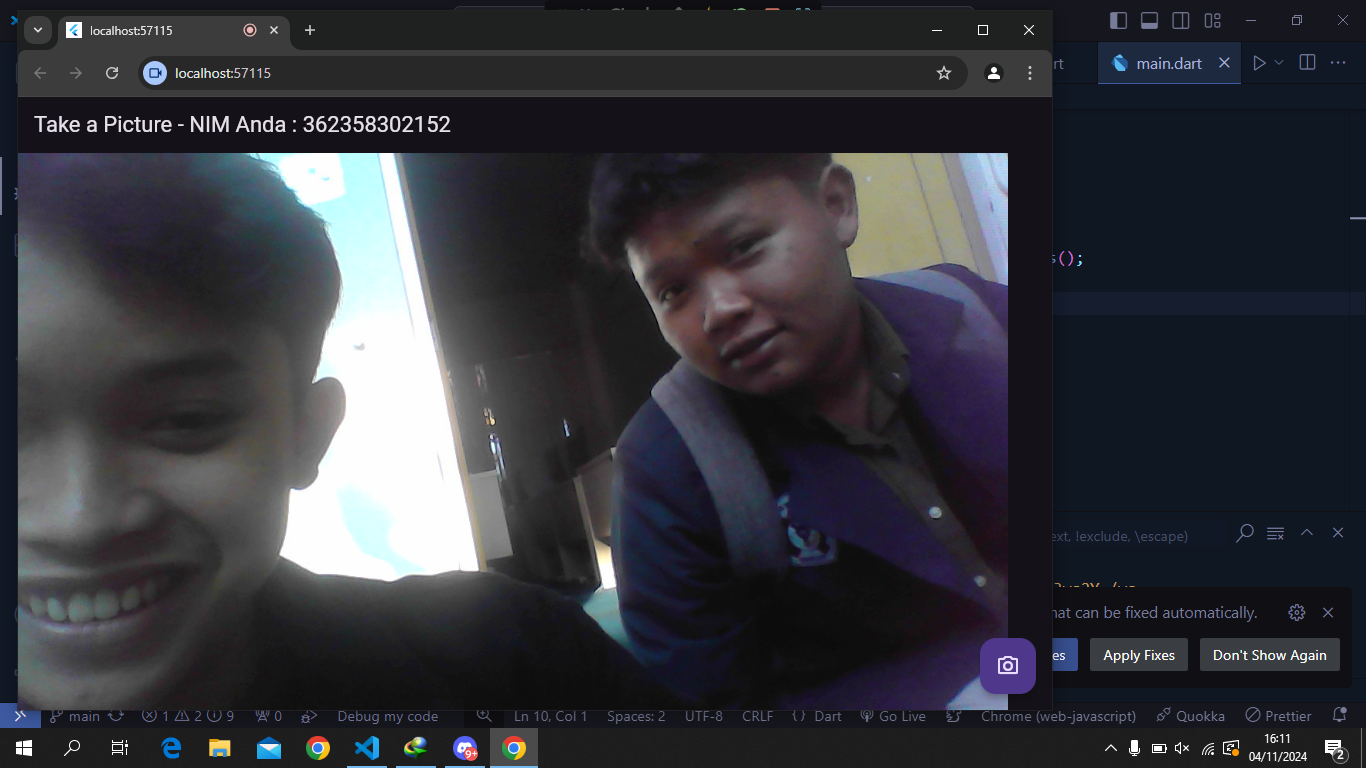 localhost:57115
localhost:57115
main.dart
Take a Picture - NIM Anda : 362358302152
();
ext, !exclude, \escape)
hat can be fixed automatically.
es
Apply Fixes
Don't Show Again
main
1 2 9
0
Debug my code
Ln 10, Col 1
Spaces: 2
UTF-8
CRLF
{ } Dart
Go Live
Chrome (web-javascript)
Quokka
Prettier
9+
16:11
04/11/2024
2